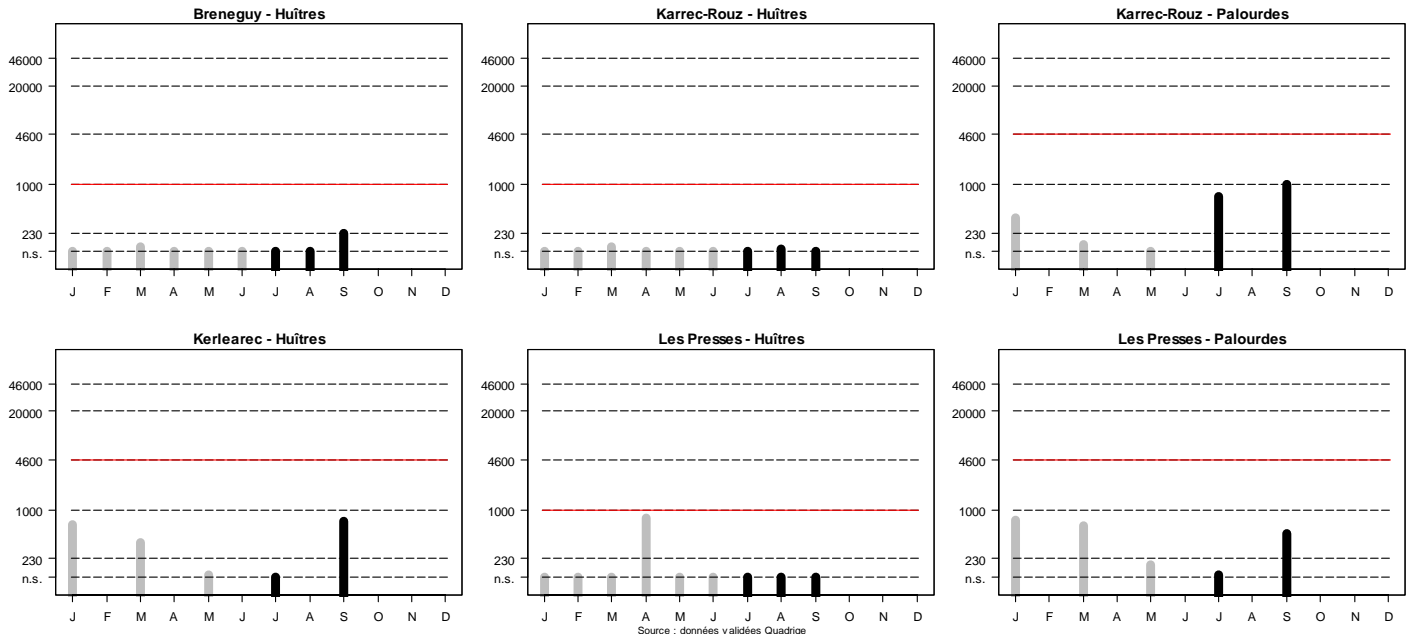 Breneguy - Huîtres
46000
20000
4600
1000
230
n.s.
J F M A M J J A S O N D
Karrec-Rouz - Huîtres
46000
20000
4600
1000
230
n.s.
J F M A M J J A S O N D
Karrec-Rouz - Palourdes
46000
20000
4600
1000
230
n.s.
J F M A M J J A S O N D
Kerlearec - Huîtres
46000
20000
4600
1000
230
n.s.
J F M A M J J A S O N D
Les Presses - Huîtres
46000
20000
4600
1000
230
n.s.
J F M A M J J A S O N D
Les Presses - Palourdes
46000
20000
4600
1000
230
n.s.
J F M A M J J A S O N D
Source : données validées Quadrige